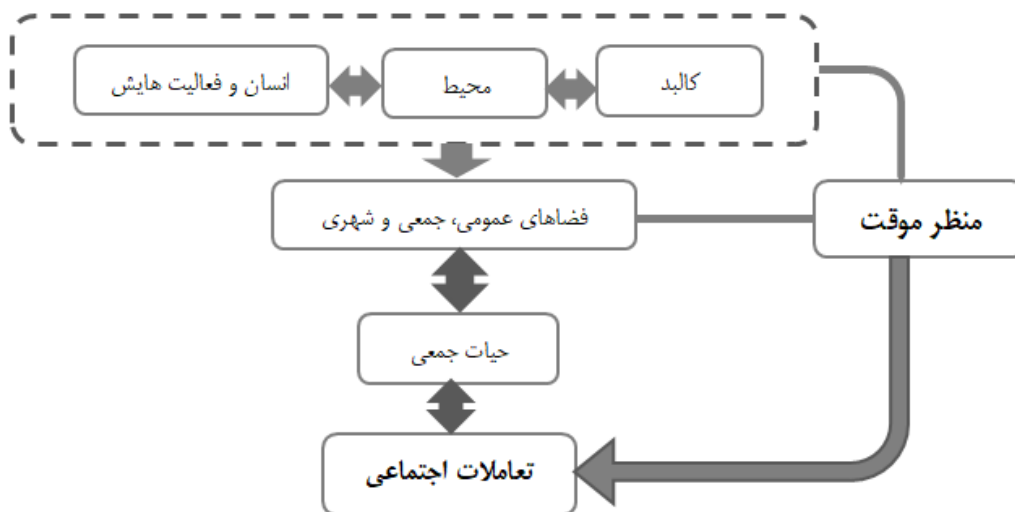 کالبد
محیط
انسان و فعالیت هایش
فضاهای عمومی، جمعی و شهری
منظر موقت
حیات جمعی
تعاملات اجتماعی